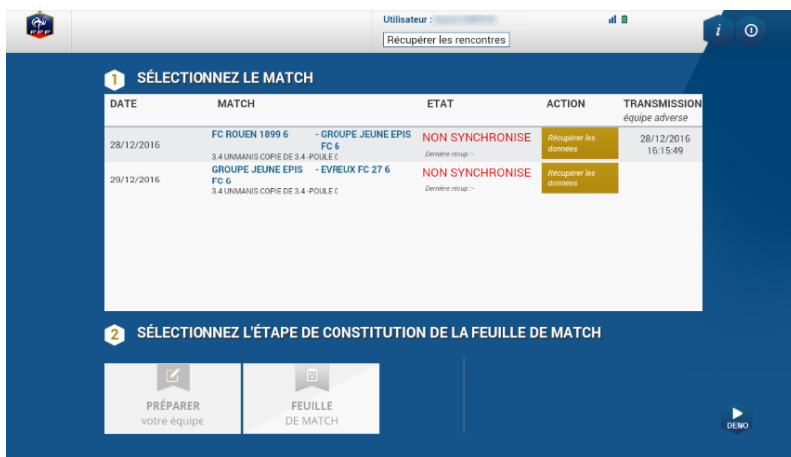 FFF
Utilisateur :
Récupérer les rencontres
i
1 SÉLECTIONNEZ LE MATCH
DATE MATCH ETAT ACTION TRANSMISSION
équipe adverse
28/12/2016 FC ROUEN 1899 6 - GROUPE JEUNE EPIS FC 6 NON SYNCHRONISE Récupérer les données 28/12/2016 16:15:49
3.4 UNMANIS COPIE DE 3.4 -POULE C Dernière récup :-
29/12/2016 GROUPE JEUNE EPIS FC 6 - EVREUX FC 27 6 NON SYNCHRONISE Récupérer les données
3.4 UNMANIS COPIE DE 3.4 -POULE C Dernière récup :-
2 SÉLECTIONNEZ L'ÉTAPE DE CONSTITUTION DE LA FEUILLE DE MATCH
PRÉPARER
votre équipe
FEUILLE
DE MATCH
DEMO